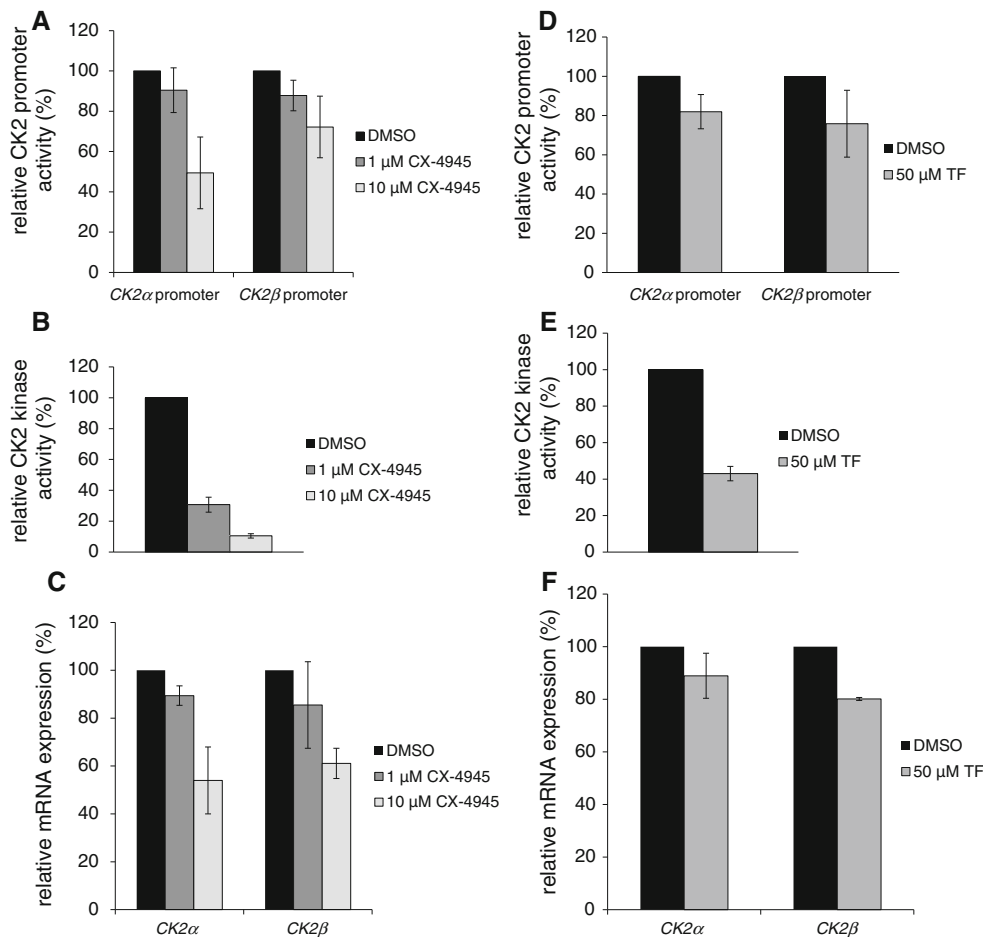 A
relative CK2 promoter
activity (%)
120
100
80
60
40
20
0
CK2α promoter
CK2β promoter
DMSO
1 µM CX-4945
10 µM CX-4945
B
relative CK2 kinase
activity (%)
120
100
80
60
40
20
0
DMSO
1 µM CX-4945
10 µM CX-4945
C
relative mRNA expression (%)
120
100
80
60
40
20
0
CK2α
CK2β
DMSO
1 µM CX-4945
10 µM CX-4945
D
relative CK2 promoter
activity (%)
120
100
80
60
40
20
0
CK2α promoter
CK2β promoter
DMSO
50 µM TF
E
relative CK2 kinase
activity (%)
120
100
80
60
40
20
0
DMSO
50 µM TF
F
relative mRNA expression (%)
120
100
80
60
40
20
0
CK2α
CK2β
DMSO
50 µM TF